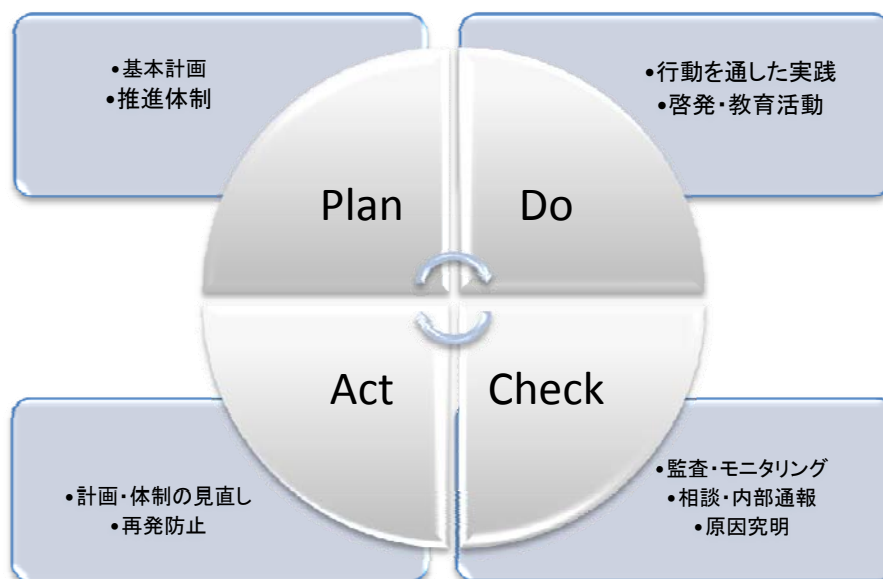 •基本計画
•推進体制
•行動を通した実践
•啓発・教育活動
Plan
Do
Act
Check
•計画・体制の見直し
•再発防止
•監査・モニタリング
•相談・内部通報
•原因究明